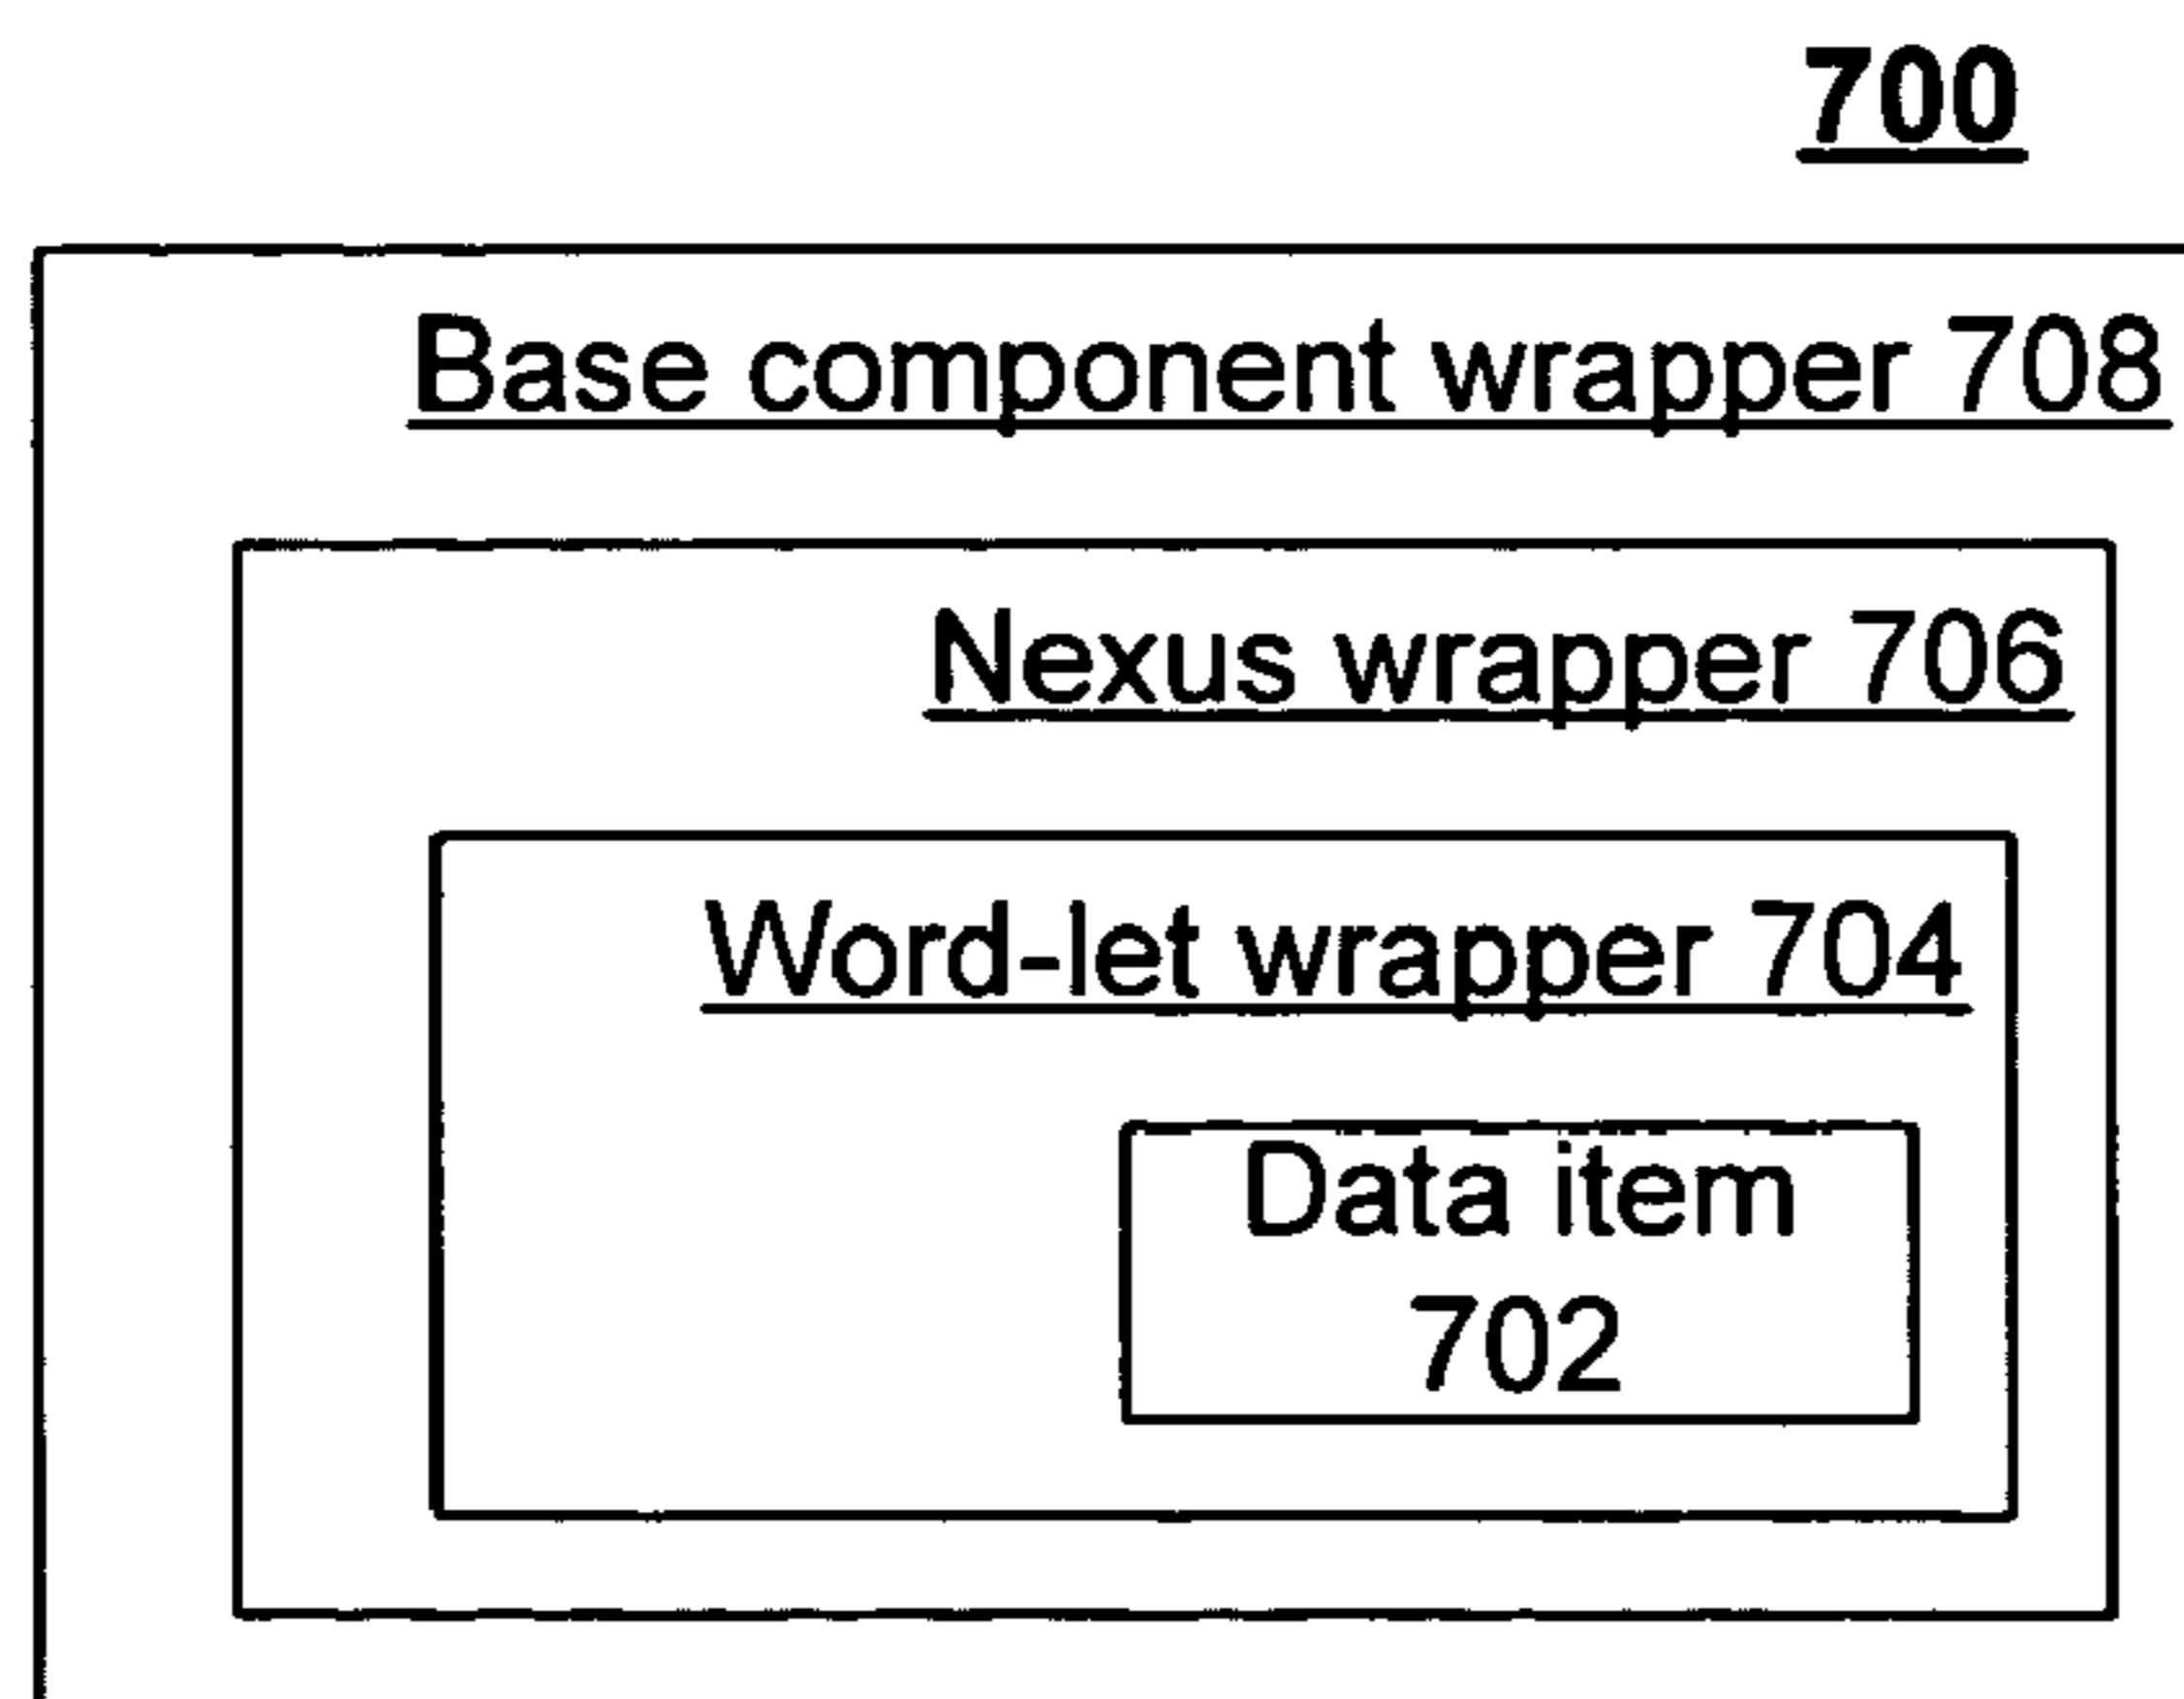 700
Base component wrapper 708
Nexus wrapper 706
Word-let wrapper 704
Data item
702